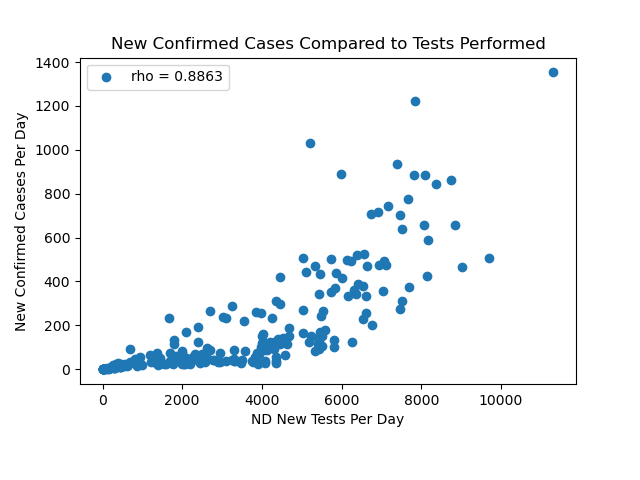 New Confirmed Cases Compared to Tests Performed
rho = 0.8863
New Confirmed Caeses Per Day
1400
1200
1000
800
600
400
200
0
0 2000 4000 6000 8000 10000
ND New Tests Per Day